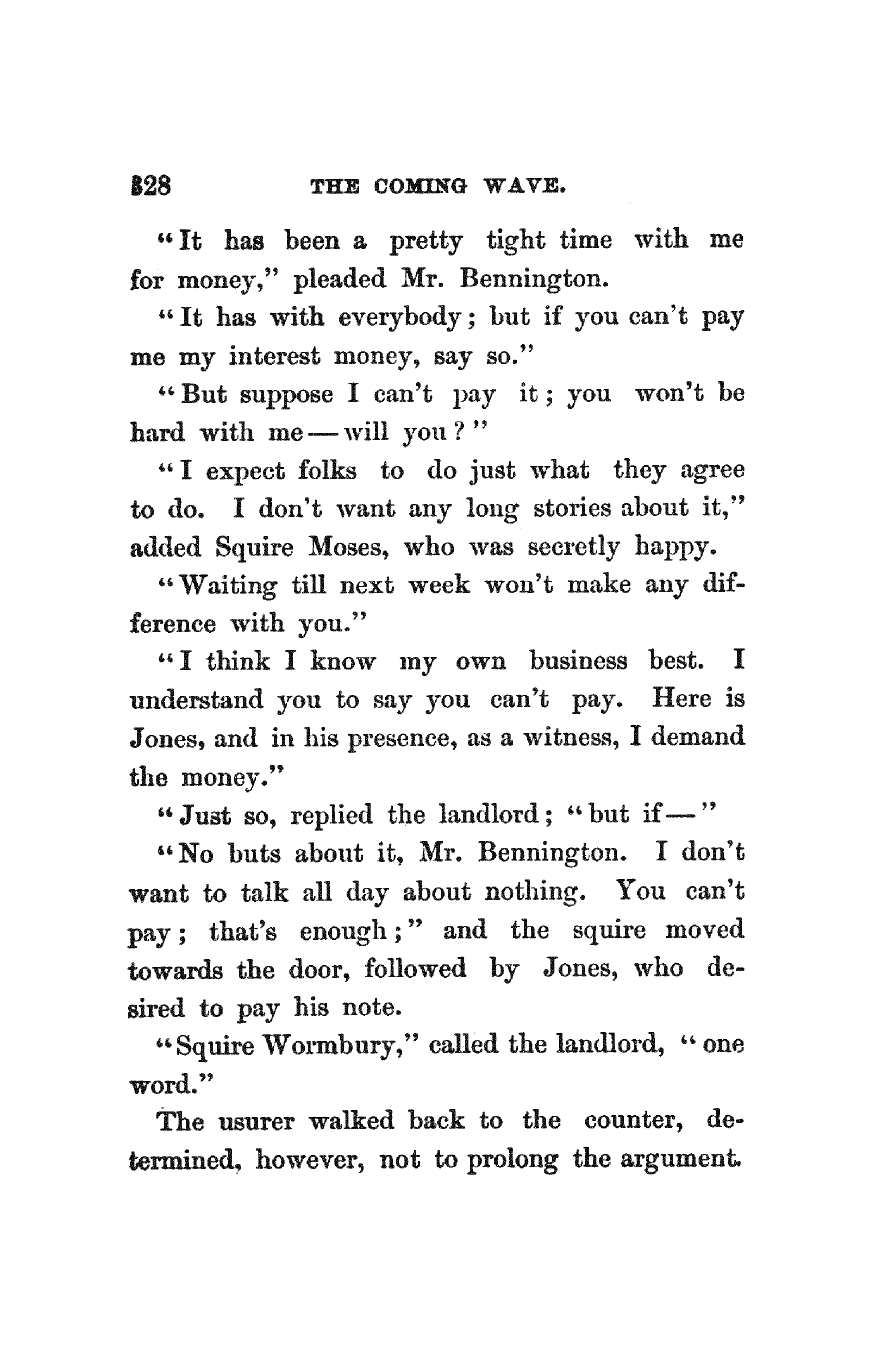 328 THE COMING WAVE.
“It has been a pretty tight time with me
for money,” pleaded Mr. Bennington.
“It has with everybody; but if you can’t pay
me my interest money, say so.”
“But suppose I can’t pay it; you won’t be
hard with me—will you?”
“I expect folks to do just what they agree
to do. I don’t want any long stories about it,”
added Squire Moses, who was secretly happy.
“Waiting till next week won’t make any dif-
ference with you.”
“I think I know my own business best. I
understand you to say you can’t pay. Here is
Jones, and in his presence, as a witness, I demand
the money.”
“Just so, replied the landlord; “but if—”
“No buts about it, Mr. Bennington. I don’t
want to talk all day about nothing. You can’t
pay; that’s enough;” and the squire moved
towards the door, followed by Jones, who de-
sired to pay his note.
“Squire Wormbury,” called the landlord, “one
word.”
The usurer walked back to the counter, de-
termined, however, not to prolong the argument.